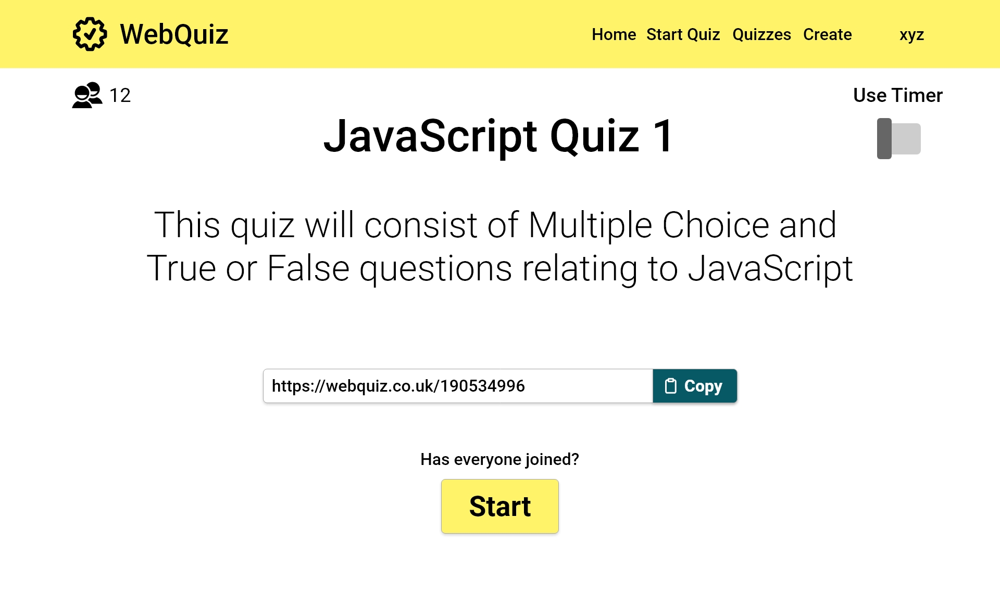 WebQuiz
Home Start Quiz Quizzes Create xyz
12
Use Timer
JavaScript Quiz 1
This quiz will consist of Multiple Choice and
True or False questions relating to JavaScript
https://webquiz.co.uk/190534996
Copy
Has everyone joined?
Start